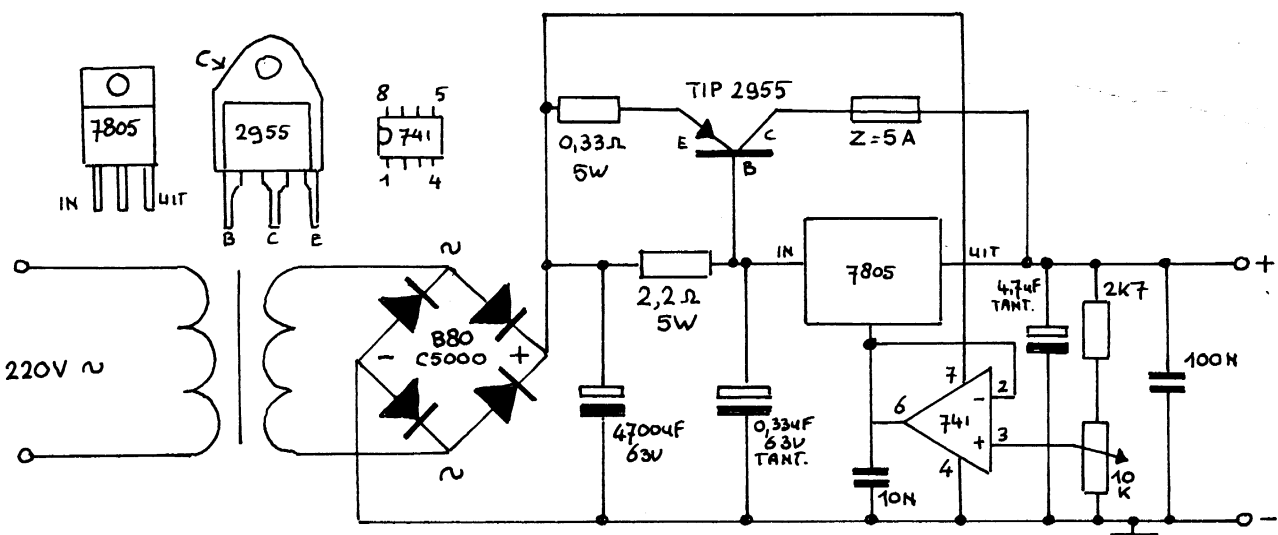 C
7805
IN
UIT
2955
B
C
E
8 5
741
1 4
TIP 2955
0,33Ω
5W
E
C
B
Z=5A
220V ~
~
B80
C5000
-
+
~
2,2Ω
5W
IN
7805
UIT
+
4700uF
63V
0,33uF
63V
TANT.
10N
7
6
741
-
2
+
3
4
4,7uF
TANT.
2K7
10
K
100N
-